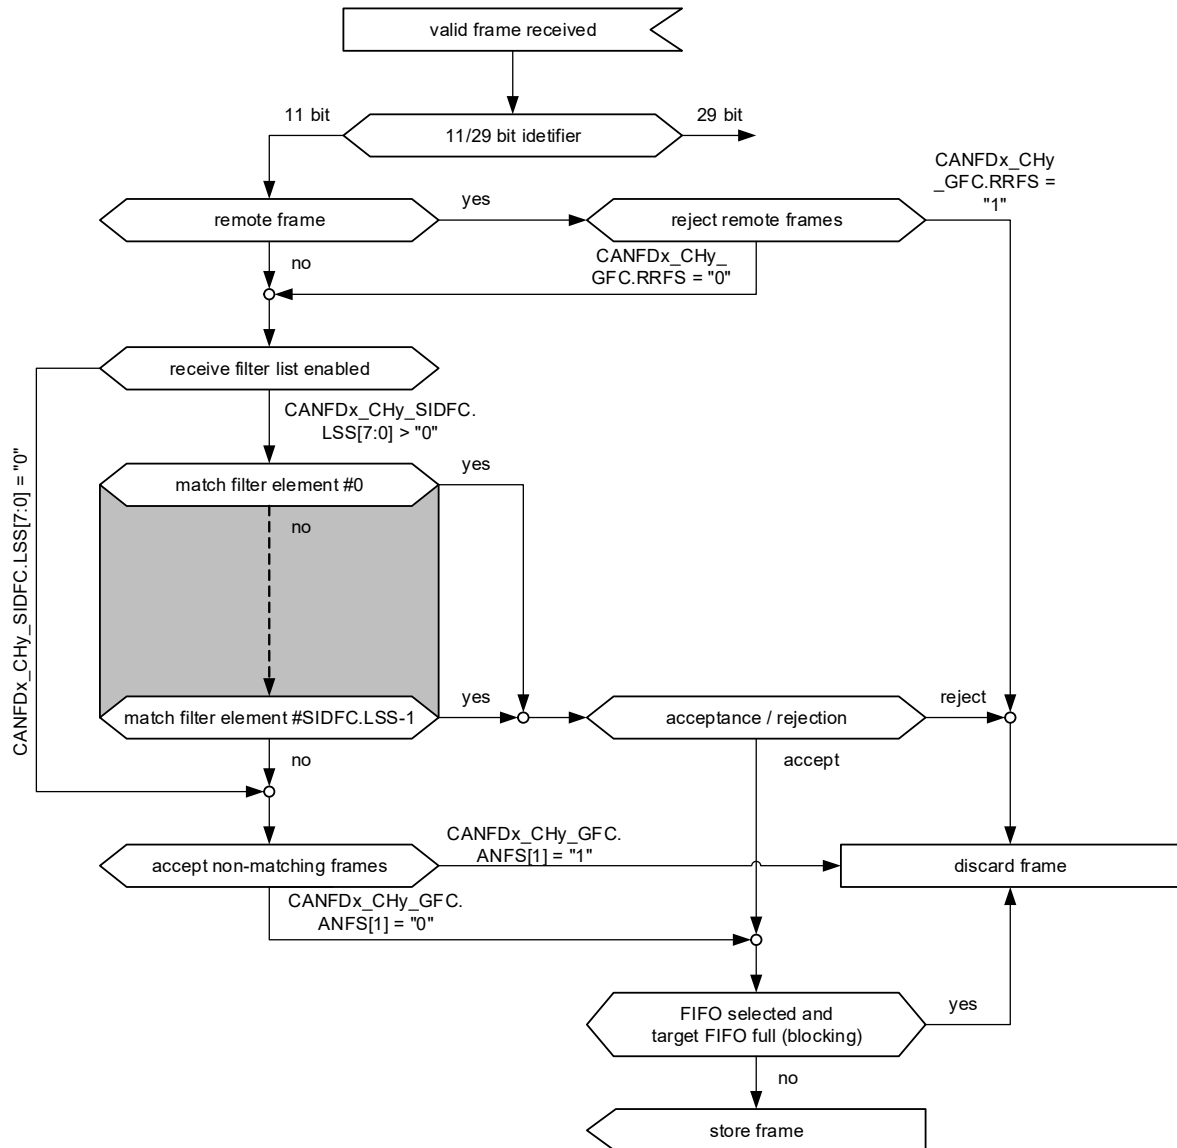 valid frame received
11 bit
29 bit
11/29 bit idetifier
CANFDx_CHy
_GFC.RRFS =
"1"
remote frame
yes
reject remote frames
no
CANFDx_CHy_
GFC.RRFS = "0"
receive filter list enabled
CANFDx_CHy_SIDFC.
LSS[7:0] > "0"
CANFDx_CHy_SIDFC.LSS[7:0] = "0"
match filter element #0
yes
no
match filter element #SIDFC.LSS-1
yes
acceptance / rejection
reject
no
accept
accept non-matching frames
CANFDx_CHy_GFC.
ANFS[1] = "1"
discard frame
CANFDx_CHy_GFC.
ANFS[1] = "0"
FIFO selected and
target FIFO full (blocking)
yes
no
store frame